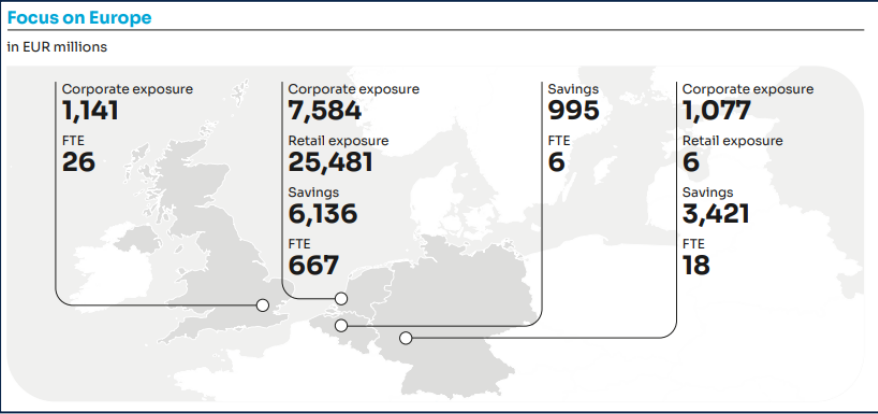 Focus on Europe
in EUR millions
Corporate exposure
1,141
FTE
26
Corporate exposure
7,584
Retail exposure
25,481
Savings
6,136
FTE
667
Savings
995
FTE
6
Corporate exposure
1,077
Retail exposure
6
Savings
3,421
FTE
18